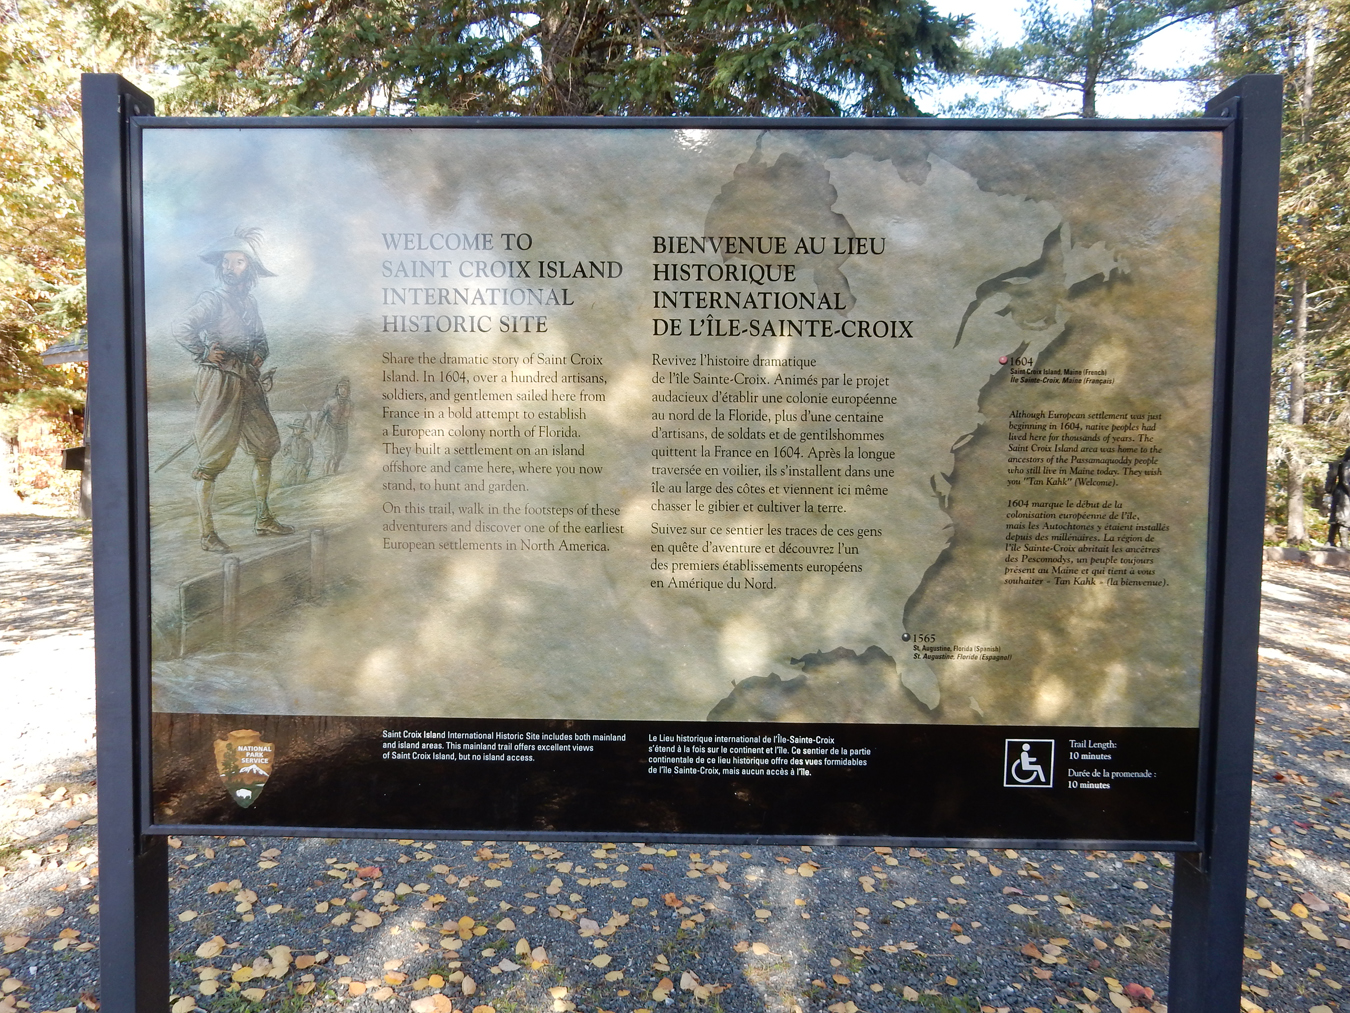 WELCOME TO
SAINT CROIX ISLAND
INTERNATIONAL
HISTORIC SITE
Share the dramatic story of Saint Croix
Island. In 1604, over a hundred artisans,
soldiers, and gentlemen sailed here from
France in a bold attempt to establish
a European colony north of Florida.
They built a settlement on an island
offshore and came here, where you now
stand, to hunt and garden.
On this trail, walk in the footsteps of these
adventurers and discover one of the earliest
European settlements in North America.
BIENVENUE AU LIEU
HISTORIQUE
INTERNATIONAL
DE L'ÎLE-SAINTE-CROIX
Revivez l'histoire dramatique
de l'île Sainte-Croix. Animés par le projet
audacieux d'établir une colonie européenne
au nord de la Floride, plus d'une centaine
d'artisans, de soldats et de gentilshommes
quittent la France en 1604. Après la longue
traversée en voilier, ils s'installent dans une
île au large des côtes et viennent ici même
chasser le gibier et cultiver la terre.
Suivez sur ce sentier les traces de ces gens
en quête d'aventure et découvrez l'un
des premiers établissements européens
en Amérique du Nord.
1604
Saint Croix Island, Maine (French)
Ile Sainte-Croix, Maine (Français)
Although European settlement was just
beginning in 1604, native peoples had
lived here for thousands of years. The
Saint Croix Island area was home to the
ancestors of the Passamaquoddy people
who still live in Maine today. They wish
you "Tan Kahk" (Welcome).
1604 marque le début de la
colonisation européenne de l'île,
mais les Autochtones y étaient installés
depuis des millénaires. La région de
l'île Sainte-Croix abritait les ancêtres
des Pescomodys, un peuple toujours
présent au Maine et qui tient à vous
souhaiter « Tan Kahk » (la bienvenue).
1565
St. Augustine, Florida (Spanish)
St. Augustine, Floride (Espagnol)
NATIONAL
PARK
SERVICE
Saint Croix Island International Historic Site includes both mainland
and island areas. This mainland trail offers excellent views
of Saint Croix Island, but no island access.
Le Lieu historique international de l'Île-Sainte-Croix
s'étend à la fois sur le continent et l'île. Ce sentier de la partie
continentale de ce lieu historique offre des vues formidables
de l'île Sainte-Croix, mais aucun accès à l'île.
Trail Length:
10 minutes
Durée de la promenade :
10 minutes